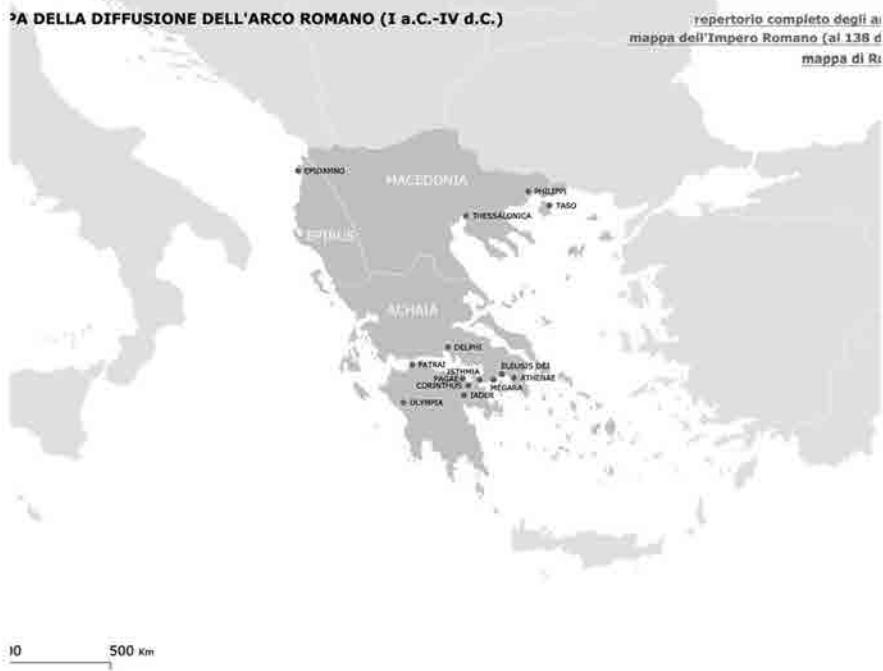 PA DELLA DIFFUSIONE DELL'ARCO ROMANO (I a.C.-IV d.C.)
repertorio completo degli a
mappa dell'Impero Romano (al 138 d
mappa di R
EPIDAMNO
MACEDONIA
PHILIPPI
TASO
THESSALONICA
EPIRUS
ACHAIA
DELPHI
PATRAI
ISTHMIA
ELEUSIS DEI
PAGAE
ATHENAE
CORINTHUS
MEGARA
IADER
OLYMPIA
00
500 Km